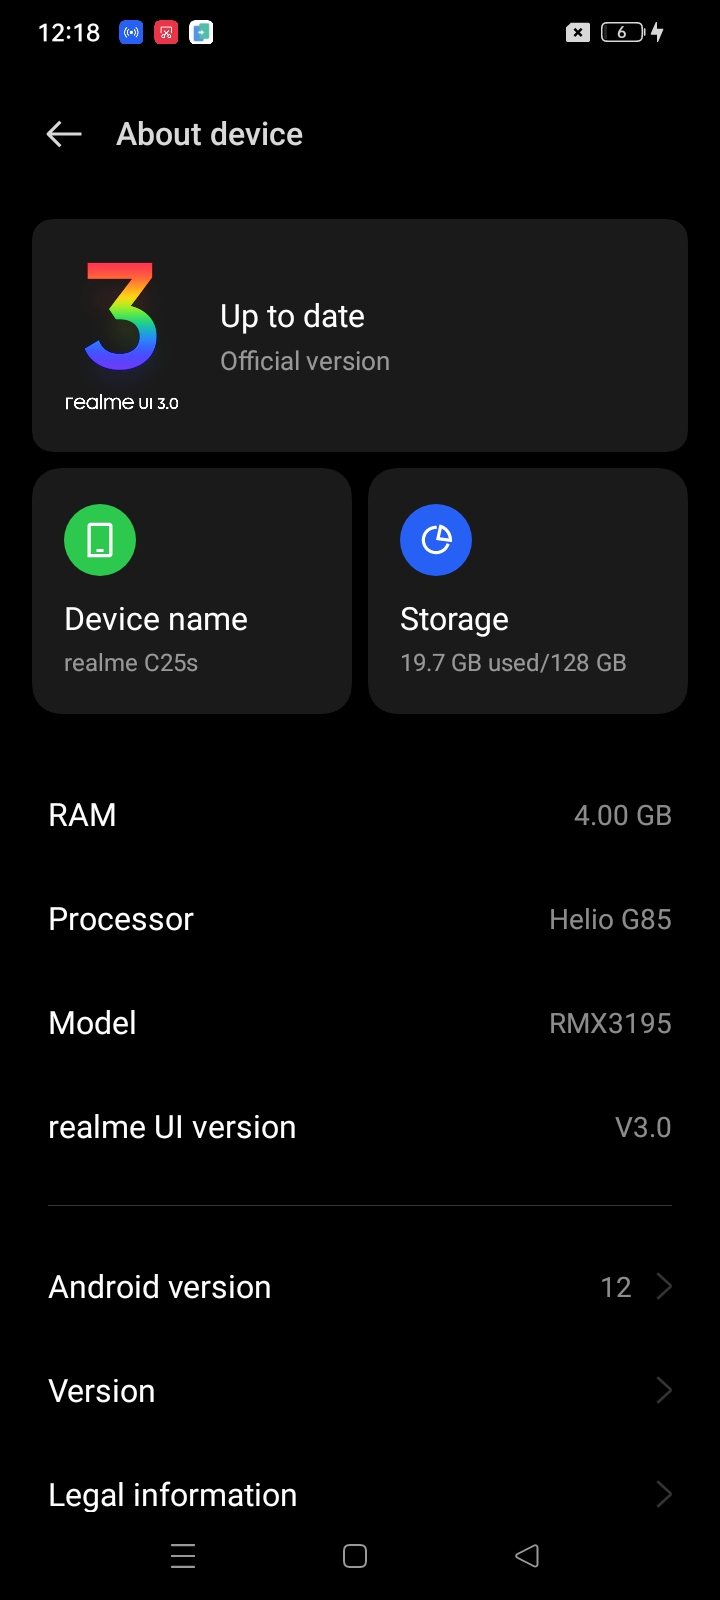 12:18
6
About device
3
realme UI 3.0
Up to date
Official version
Device name
realme C25s
Storage
19.7 GB used/128 GB
RAM
4.00 GB
Processor
Helio G85
Model
RMX3195
realme UI version
V3.0
Android version
12
Version
Legal information